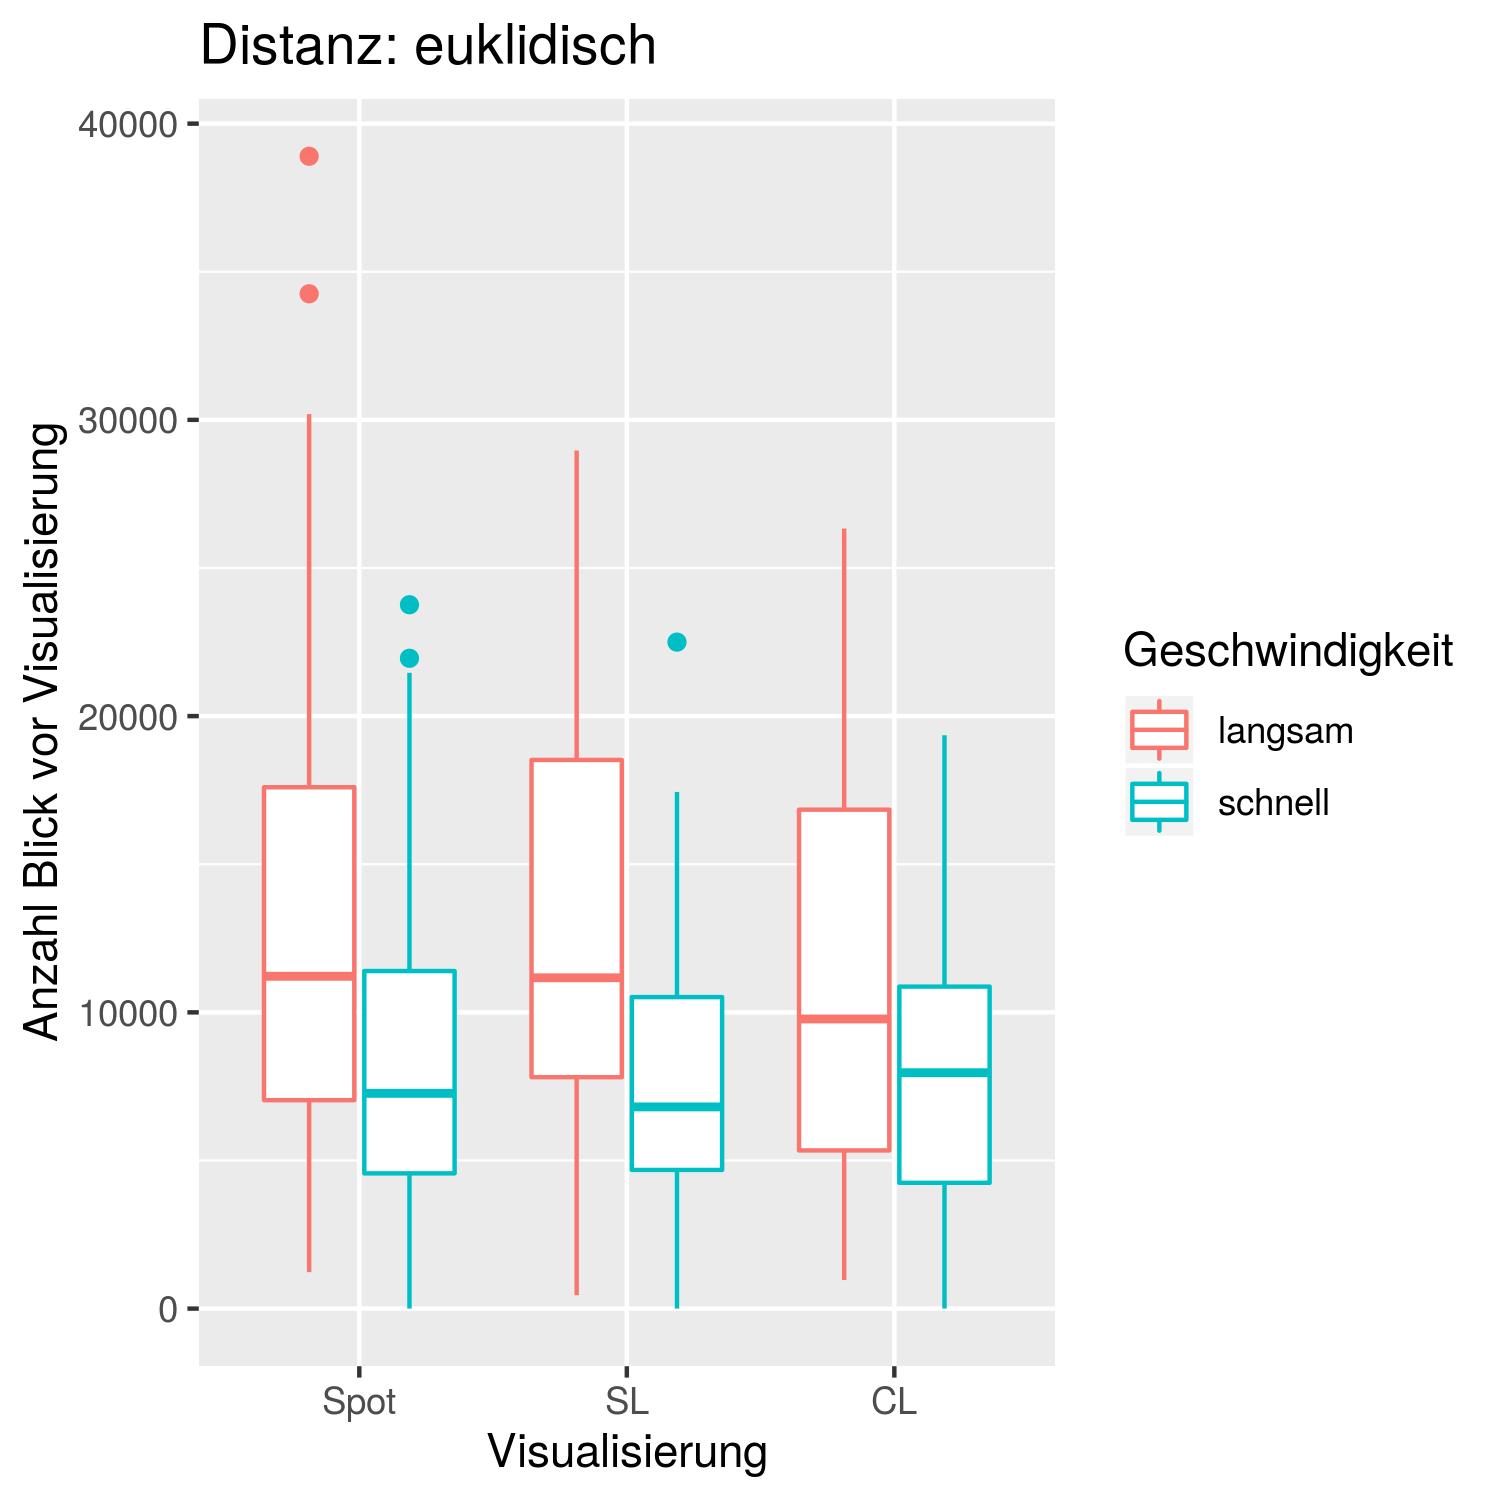 Distanz: euklidisch
40000
30000
20000
10000
0
Anzahl Blick vor Visualisierung
Spot
SL
CL
Visualisierung
Geschwindigkeit
langsam
schnell